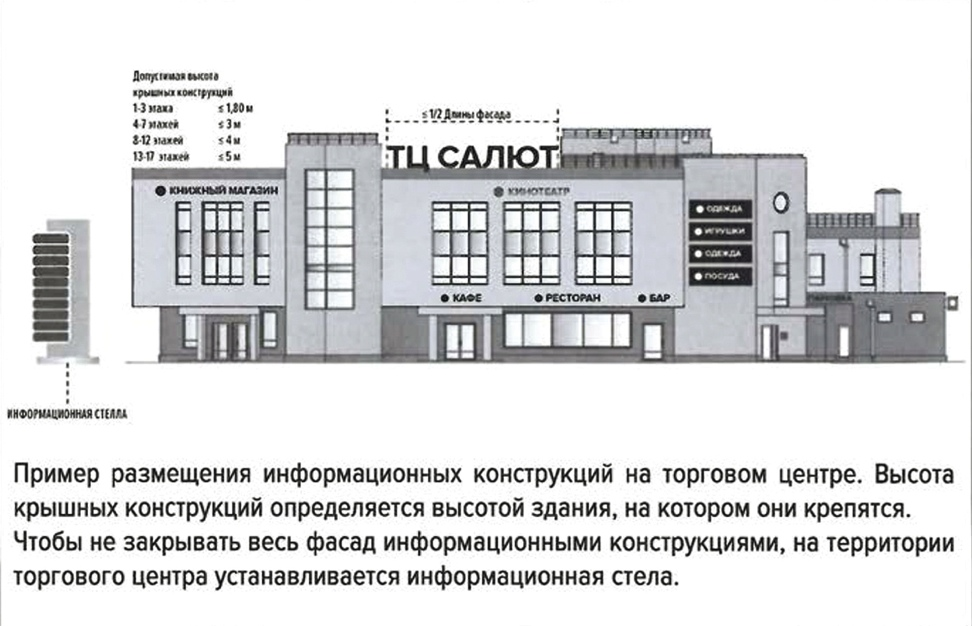 Допустимая высота
крышных конструкций
1-3 этажа ≤ 1,80 м
4-7 этажей ≤ 3 м
8-12 этажей ≤ 4 м
13-17 этажей ≤ 5 м
≤ 1/2 Длины фасада
ТЦ САЛЮТ
КНИЖНЫЙ МАГАЗИН
КИНОТЕАТР
ОДЕЖДА
ИГРУШКИ
ОДЕЖДА
ПОСУДА
КАФЕ
РЕСТОРАН
БАР
ПАРКОВКА
ИНФОРМАЦИОННАЯ СТЕЛЛА
Пример размещения информационных конструкций на торговом центре. Высота
крышных конструкций определяется высотой здания, на котором они крепятся.
Чтобы не закрывать весь фасад информационными конструкциями, на территории
торгового центра устанавливается информационная стела.